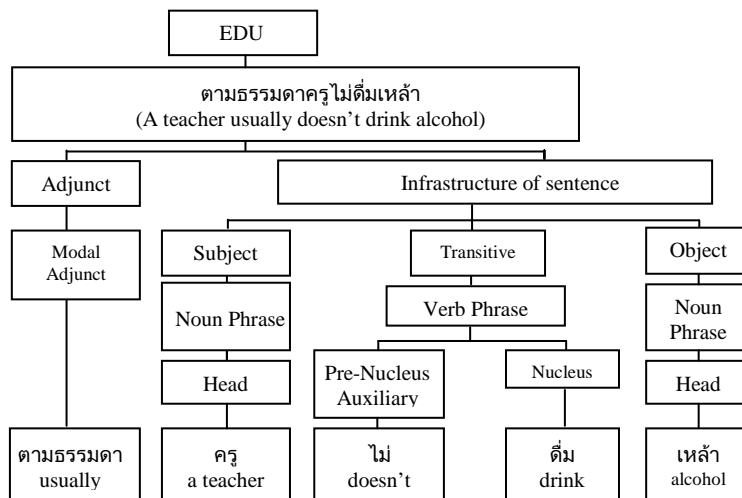 EDU
ตามธรรมดาครูไม่ดื่มเหล้า
(A teacher usually doesn't drink alcohol)
Adjunct
Infrastructure of sentence
Modal
Adjunct
Subject
Transitive
Object
Noun Phrase
Verb Phrase
Noun
Phrase
Head
Pre-Nucleus
Auxiliary
Nucleus
Head
ตามธรรมดา
usually
ครู
a teacher
ไม่
doesn't
ดื่ม
drink
เหล้า
alcohol